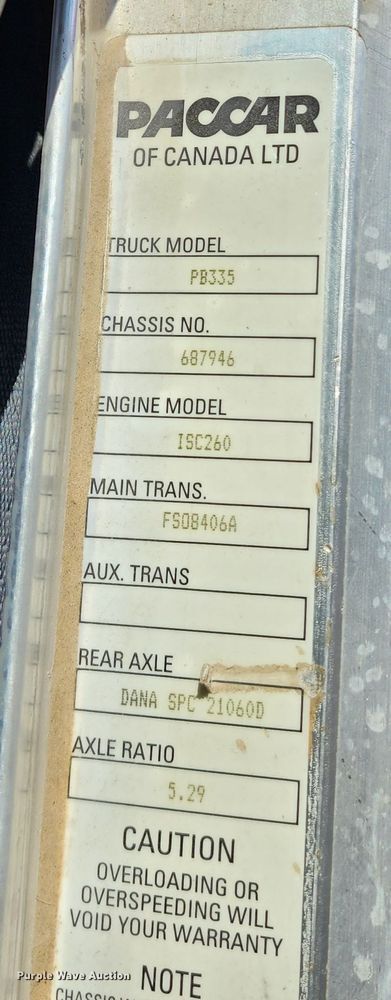 PACCAR
OF CANADA LTD
TRUCK MODEL
PB335
CHASSIS NO.
687946
ENGINE MODEL
ISC260
MAIN TRANS.
FSO8406A
AUX. TRANS
REAR AXLE
DANA SPC 21060D
AXLE RATIO
5.29
CAUTION
OVERLOADING OR
OVERSPEEDING WILL
VOID YOUR WARRANTY
NOTE
Purple Wave Auction